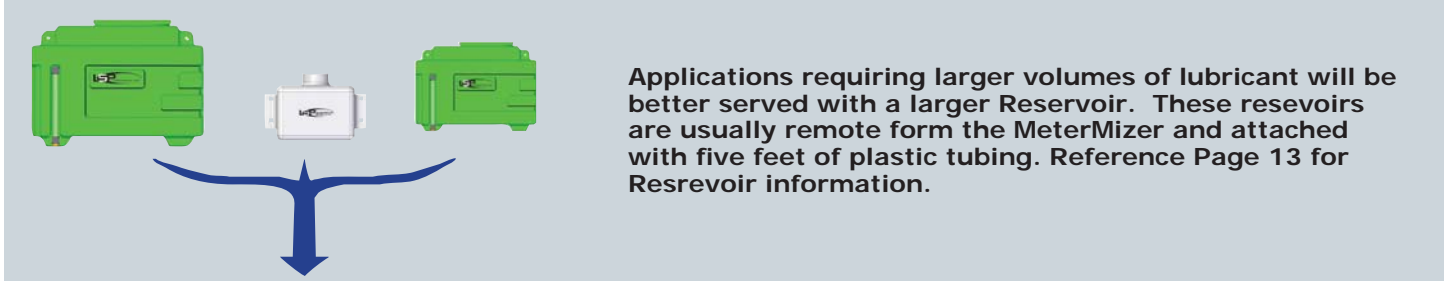 Applications requiring larger volumes of lubricant will be
better served with a larger Reservoir.  These resevoirs
are usually remote form the MeterMizer and attached
with five feet of plastic tubing. Reference Page 13 for
Resrevoir information.